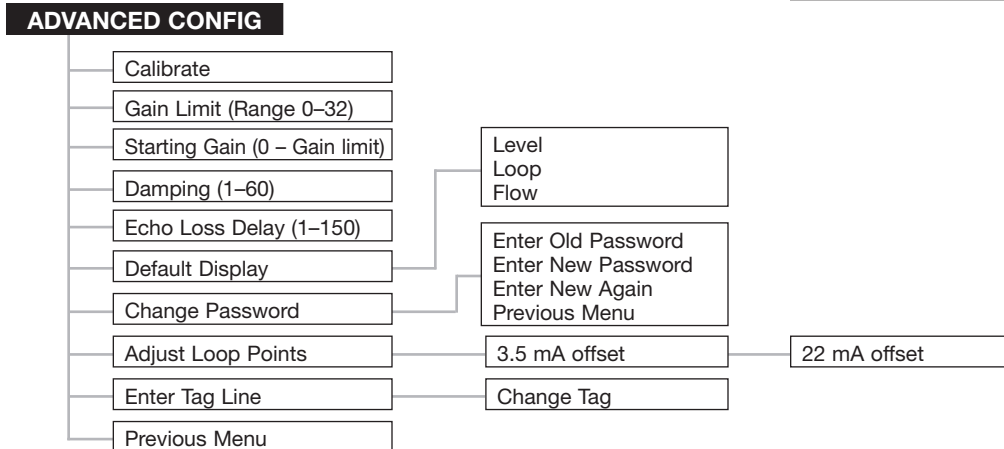 ADVANCED CONFIG
Calibrate
Gain Limit (Range 0–32)
Starting Gain (0 – Gain limit)
Damping (1–60)
Echo Loss Delay (1–150)
Default Display
Level
Loop
Flow
Change Password
Enter Old Password
Enter New Password
Enter New Again
Previous Menu
Adjust Loop Points
3.5 mA offset
22 mA offset
Enter Tag Line
Change Tag
Previous Menu